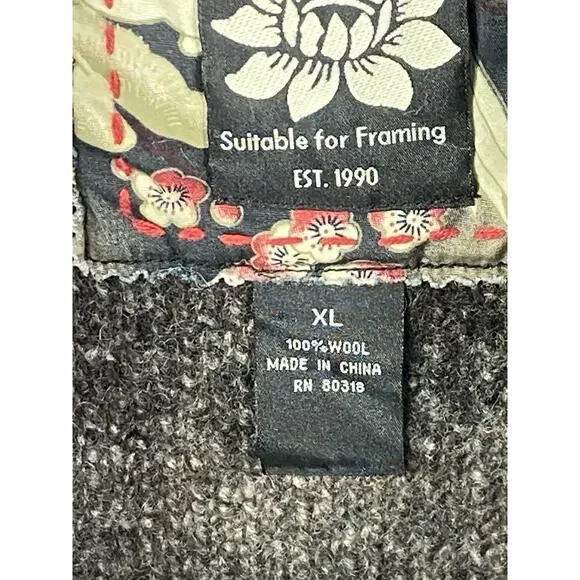 Suitable for Framing
EST. 1990
XL
100% WOOL
MADE IN CHINA
RN 80318